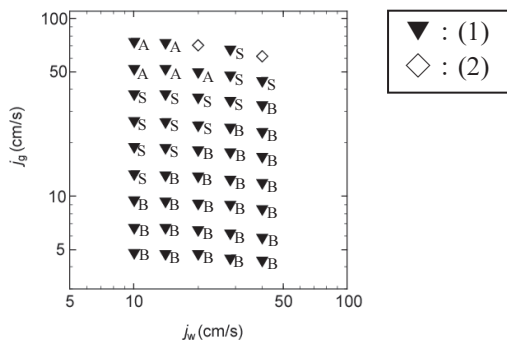 100
50
10
5
j_g (cm/s)
A A S
A A A S S
S S S S B
S S S B B
S S B B B
S B B B B
B B B B B
B B B B B
B B B B B
5 10 50 100
j_w (cm/s)
▼ : (1)
◇ : (2)